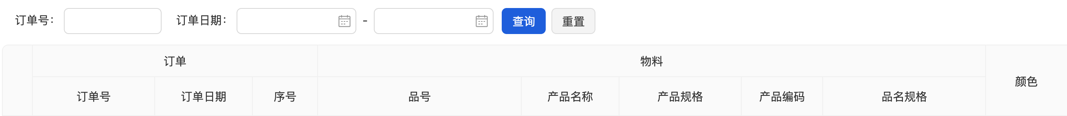 订单号： 订单日期： - 查询 重置
订单 物料 颜色
订单号 订单日期 序号 品号 产品名称 产品规格 产品编码 品名规格